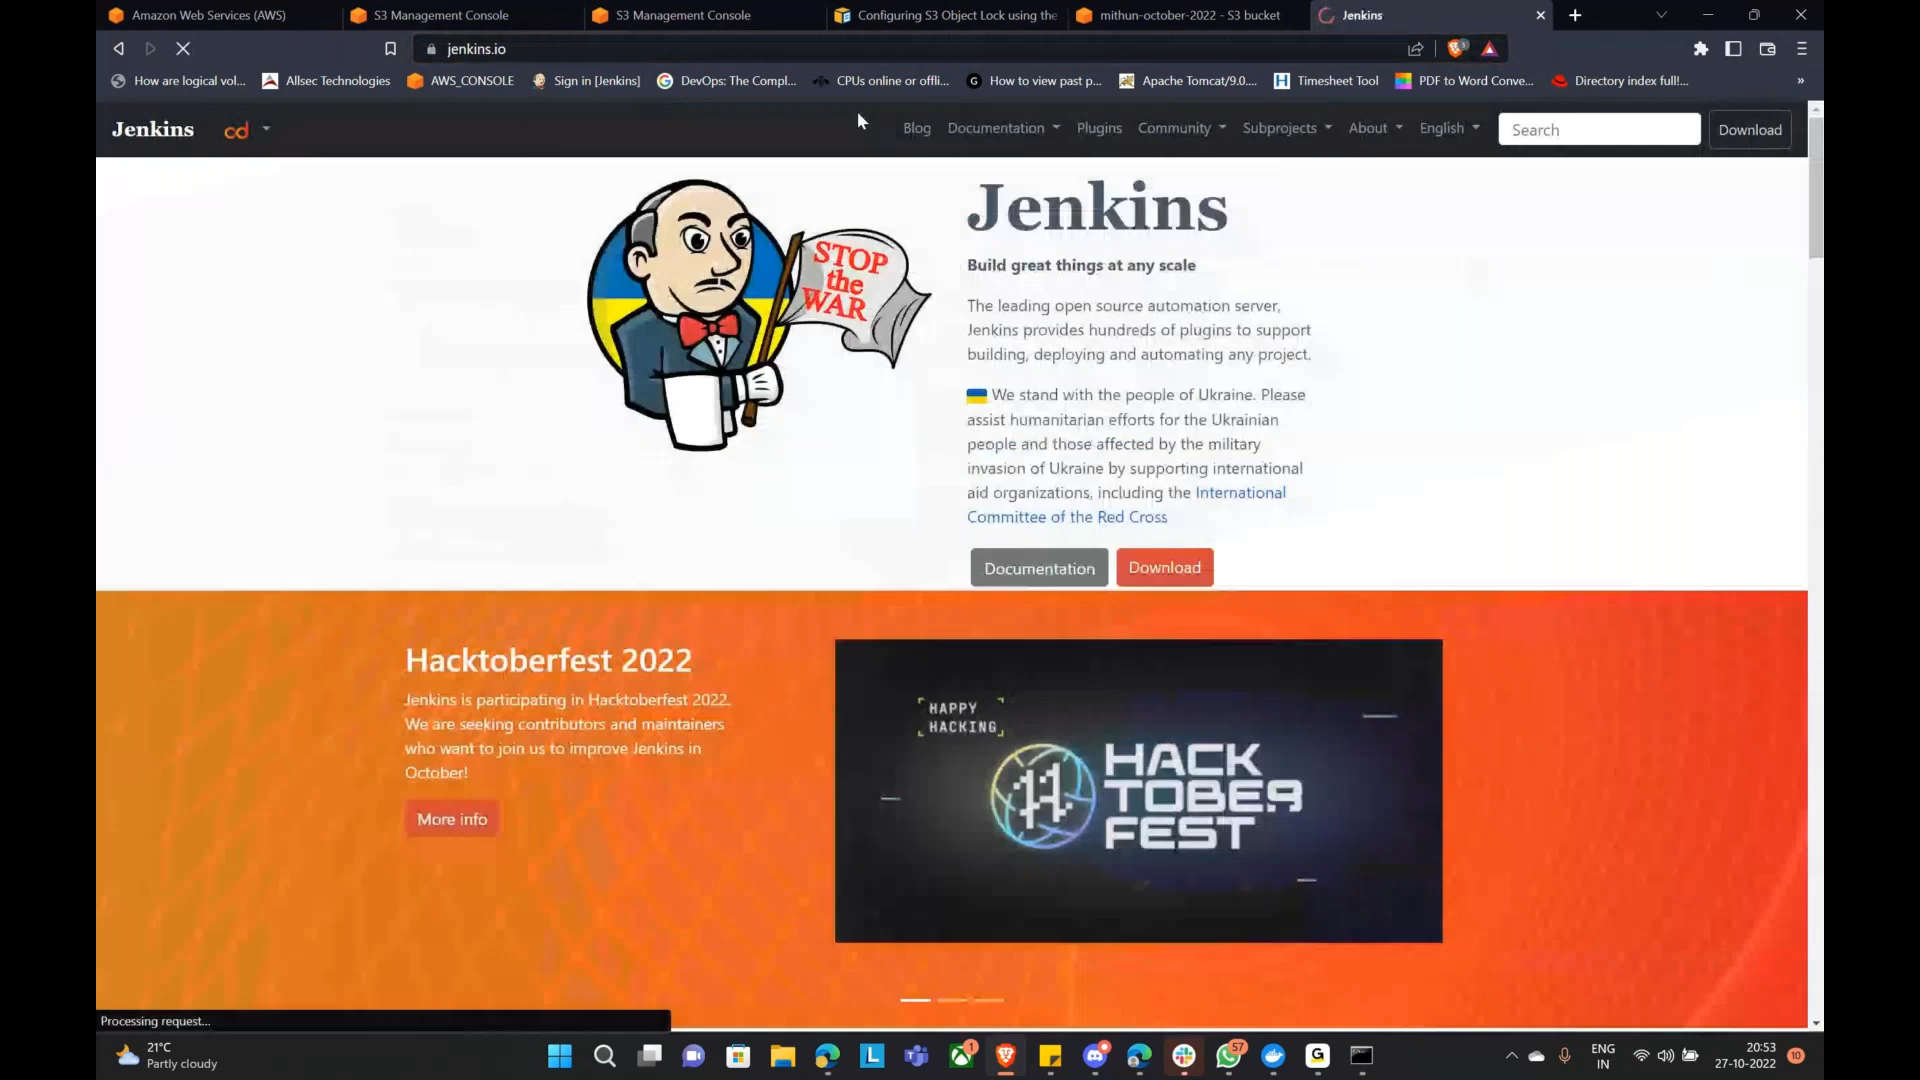 Amazon Web Services (AWS)
S3 Management Console
S3 Management Console
Configuring S3 Object Lock using the
mithun-october-2022 - S3 bucket
Jenkins
jenkins.io
How are logical vol...
Allsec Technologies
AWS_CONSOLE
Sign in [Jenkins]
DevOps: The Compl...
CPUs online or offli...
How to view past p...
Apache Tomcat/9.0....
Timesheet Tool
PDF to Word Conve...
Directory index full!...
»
Jenkins
cd
Blog
Documentation
Plugins
Community
Subprojects
About
English
Search
Download
STOP
the
WAR
Jenkins
Build great things at any scale
The leading open source automation server,
Jenkins provides hundreds of plugins to support
building, deploying and automating any project.
We stand with the people of Ukraine. Please
assist humanitarian efforts for the Ukrainian
people and those affected by the military
invasion of Ukraine by supporting international
aid organizations, including the International
Committee of the Red Cross
Documentation
Download
Hacktoberfest 2022
Jenkins is participating in Hacktoberfest 2022.
We are seeking contributors and maintainers
who want to join us to improve Jenkins in
October!
More info
HAPPY
HACKING
HACK
TOBER
FEST
Processing request...
21°C
Partly cloudy
L
1
57
G
ENG
IN
20:53
27-10-2022
10